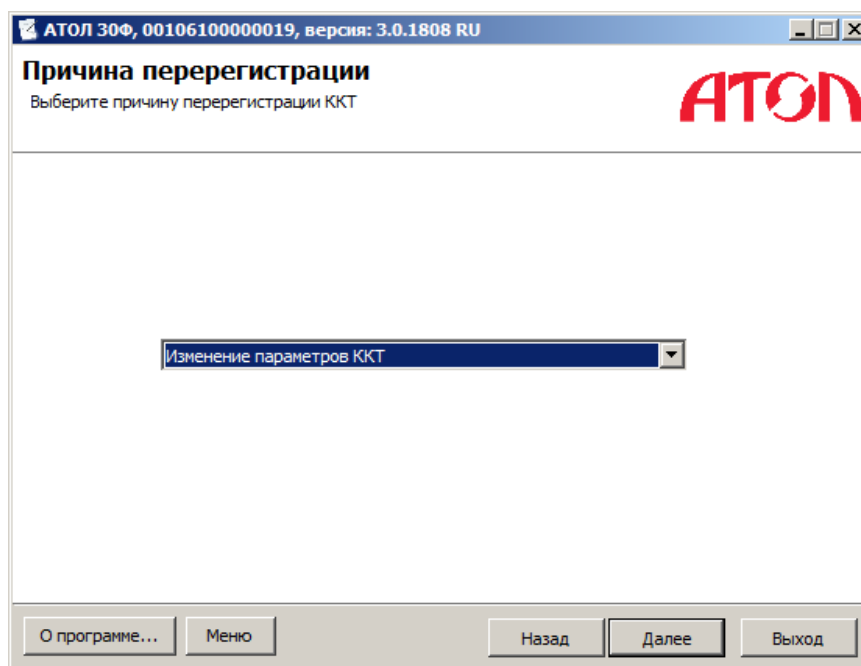 АТОЛ 30Ф, 00106100000019, версия: 3.0.1808 RU
Причина перерегистрации
Выберите причину перерегистрации ККТ
АТОЛ
Изменение параметров ККТ
О программе...
Меню
Назад
Далее
Выход